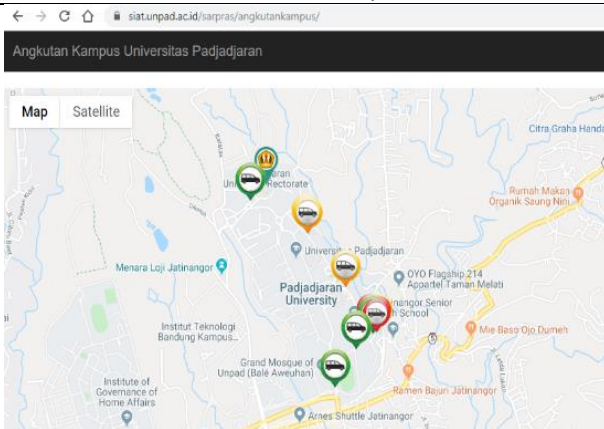 siat.unpad.ac.id/sarpras/angkutankampus/
Angkutan Kampus Universitas Padjadjaran
Map Satellite
Citra Graha Handa
Rectorate
Rumah Makan
Organik Saung Nini
Universitas Padjadjaran
Menara Loji Jatinangor
OYO Flagship 214
Appartel Taman Melati
Padjadjaran
University
Senior
School
Institut Teknologi
Bandung Kampus...
Mie Baso Ojo Dumeh
Grand Mosque of
Unpad (Bale Aweuhan)
Institute of
Governance of
Home Affairs
Ramen Bajuri Jatinangor
Arnes Shuttle Jatinangor